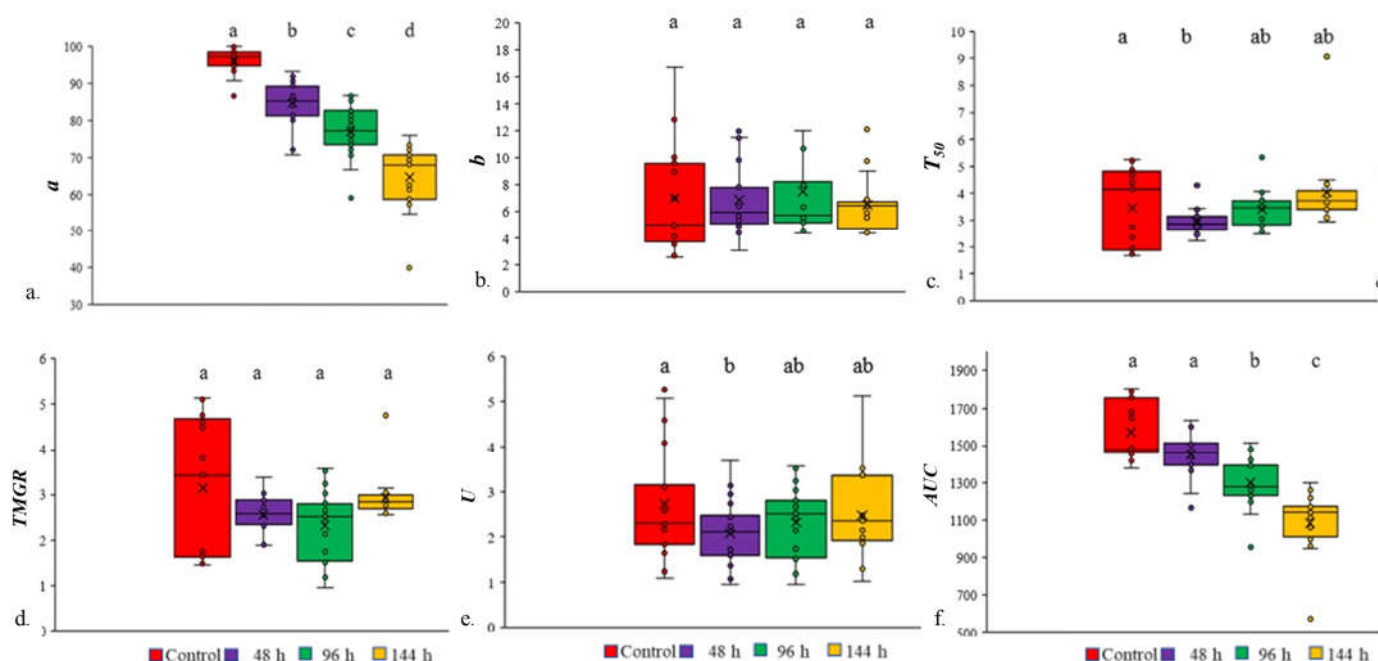 a b c d
100
90
80
70
60
50
40
30
a
a.
a a a a
20
18
16
14
12
10
8
6
4
2
0
b
b.
a b ab ab
10
9
8
7
6
5
4
3
2
1
0
T50
c.
a a a a
6
5
4
3
2
1
TMGR
d.
Control 48 h 96 h 144 h
a b ab ab
6
5
4
3
2
1
0
U
e.
Control 48 h 96 h 144 h
a a b c
1900
1700
1500
1300
1100
900
700
500
AUC
f.
Control 48 h 96 h 144 h